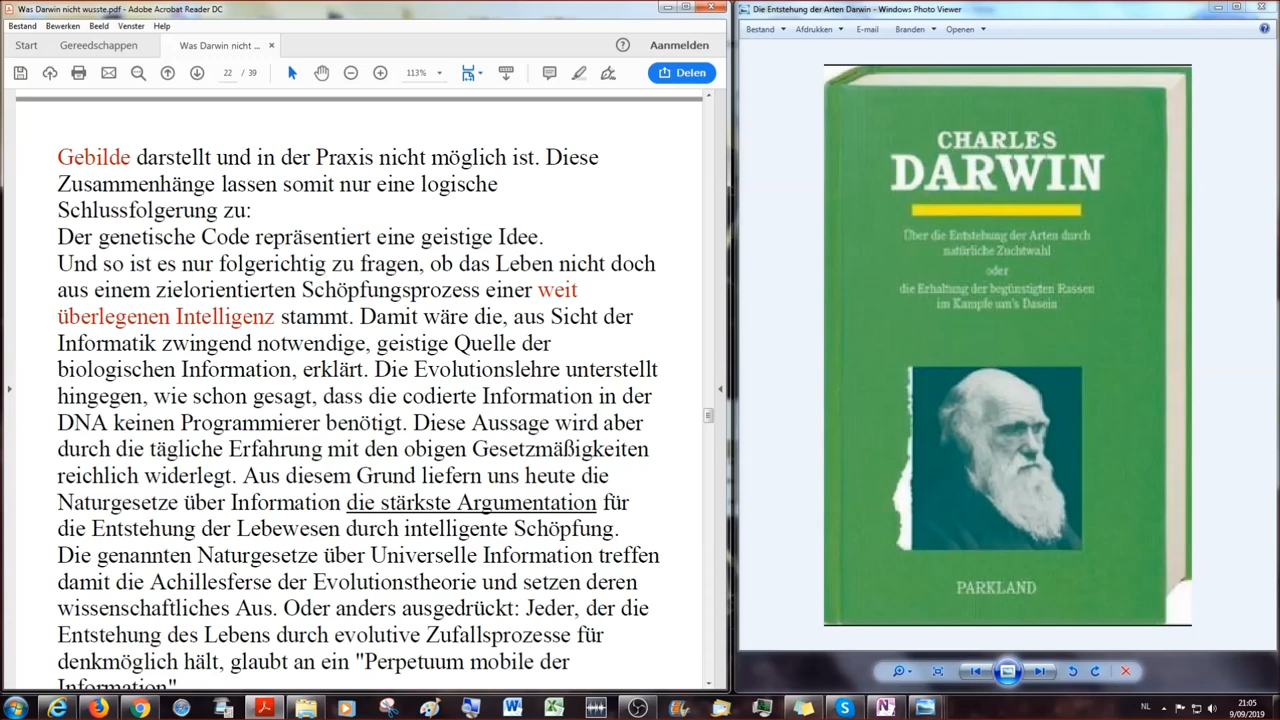 Was Darwin nicht wusste.pdf - Adobe Acrobat Reader DC
Bestand Bewerken Beeld Venster Help
Start Gereedschappen Was Darwin nicht ... ×
? Aanmelden
22 / 39
113%
Delen
Gebilde darstellt und in der Praxis nicht möglich ist. Diese
Zusammenhänge lassen somit nur eine logische
Schlussfolgerung zu:
Der genetische Code repräsentiert eine geistige Idee.
Und so ist es nur folgerichtig zu fragen, ob das Leben nicht doch
aus einem zielorientierten Schöpfungsprozess einer weit
überlegenen Intelligenz stammt. Damit wäre die, aus Sicht der
Informatik zwingend notwendige, geistige Quelle der
biologischen Information, erklärt. Die Evolutionslehre unterstellt
hingegen, wie schon gesagt, dass die codierte Information in der
DNA keinen Programmierer benötigt. Diese Aussage wird aber
durch die tägliche Erfahrung mit den obigen Gesetzmäßigkeiten
reichlich widerlegt. Aus diesem Grund liefern uns heute die
Naturgesetze über Information die stärkste Argumentation für
die Entstehung der Lebewesen durch intelligente Schöpfung.
Die genannten Naturgesetze über Universelle Information treffen
damit die Achillesferse der Evolutionstheorie und setzen deren
wissenschaftliches Aus. Oder anders ausgedrückt: Jeder, der die
Entstehung des Lebens durch evolutive Zufallsprozesse für
denkmöglich hält, glaubt an ein "Perpetuum mobile der
Information"
Die Entstehung der Arten Darwin - Windows Photo Viewer
Bestand Afdrukken E-mail Branden Openen
CHARLES
DARWIN
Über die Entstehung der Arten durch
natürliche Zuchtwahl
oder
die Erhaltung der begünstigten Rassen
im Kampfe um's Dasein
PARKLAND
NL
21:05
9/09/2019